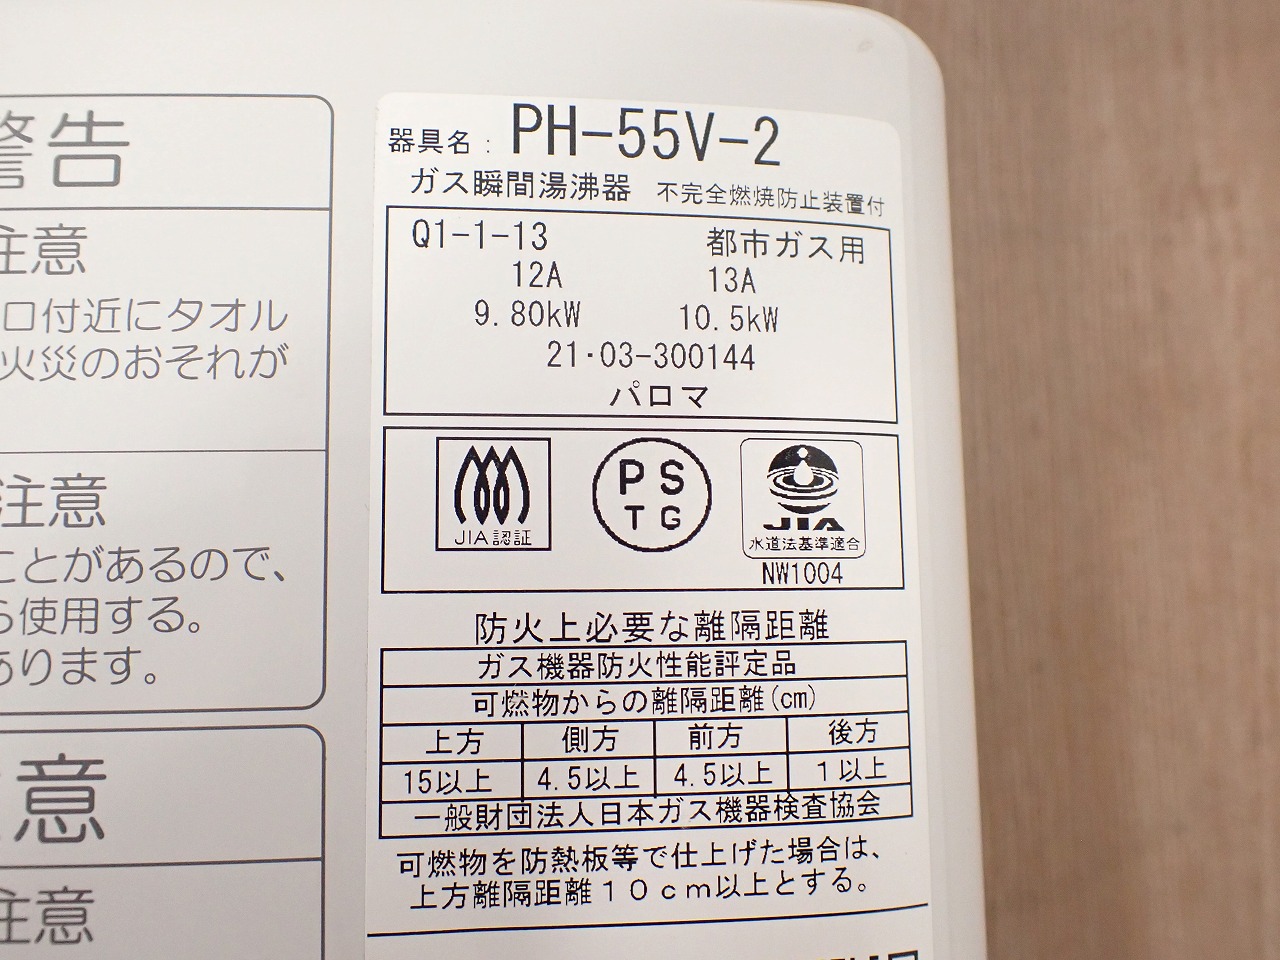 警告
注意
口付近にタオル
火災のおそれが
注意
ことがあるので、
ら使用する。
あります。
意
注意
器具名：PH-55V-2
ガス瞬間湯沸器 不完全燃焼防止装置付
Q1-1-13 都市ガス用
12A 13A
9.80kW 10.5kW
21・03-300144
パロマ
JIA認証
PS
TG
JIA
水道法基準適合
NW1004
防火上必要な離隔距離
ガス機器防火性能評定品
可燃物からの離隔距離(cm)
上方 側方 前方 後方
15以上 4.5以上 4.5以上 1以上
一般財団法人日本ガス機器検査協会
可燃物を防熱板等で仕上げた場合は、
上方離隔距離１０ｃｍ以上とする。